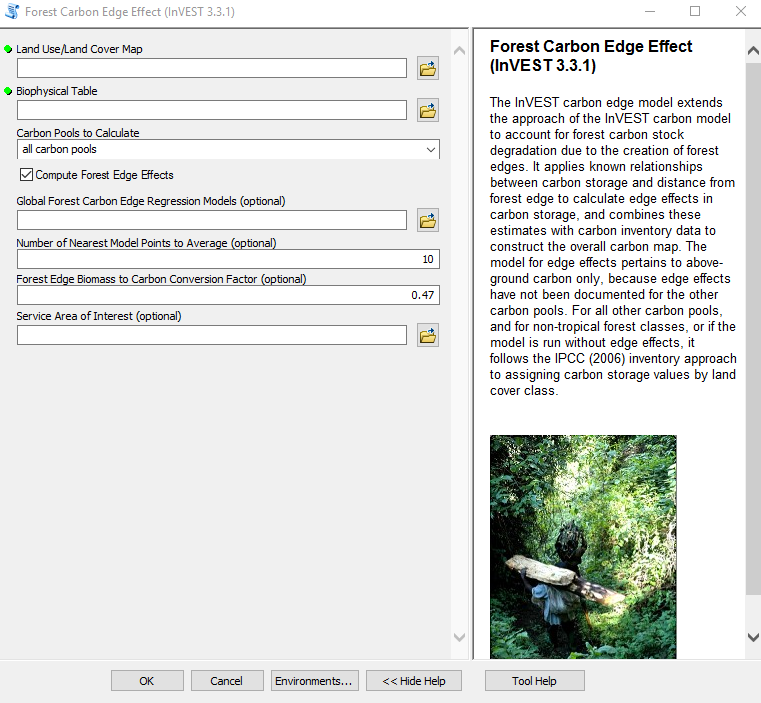 Forest Carbon Edge Effect (InVEST 3.3.1)
Land Use/Land Cover Map
Biophysical Table
Carbon Pools to Calculate
all carbon pools
Compute Forest Edge Effects
Global Forest Carbon Edge Regression Models (optional)
Number of Nearest Model Points to Average (optional)
10
Forest Edge Biomass to Carbon Conversion Factor (optional)
0.47
Service Area of Interest (optional)
Forest Carbon Edge Effect
(InVEST 3.3.1)
The InVEST carbon edge model extends
the approach of the InVEST carbon model
to account for forest carbon stock
degradation due to the creation of forest
edges. It applies known relationships
between carbon storage and distance from
forest edge to calculate edge effects in
carbon storage, and combines these
estimates with carbon inventory data to
construct the overall carbon map. The
model for edge effects pertains to above-
ground carbon only, because edge effects
have not been documented for the other
carbon pools. For all other carbon pools,
and for non-tropical forest classes, or if the
model is run without edge effects, it
follows the IPCC (2006) inventory approach
to assigning carbon storage values by land
cover class.
OK
Cancel
Environments...
<< Hide Help
Tool Help